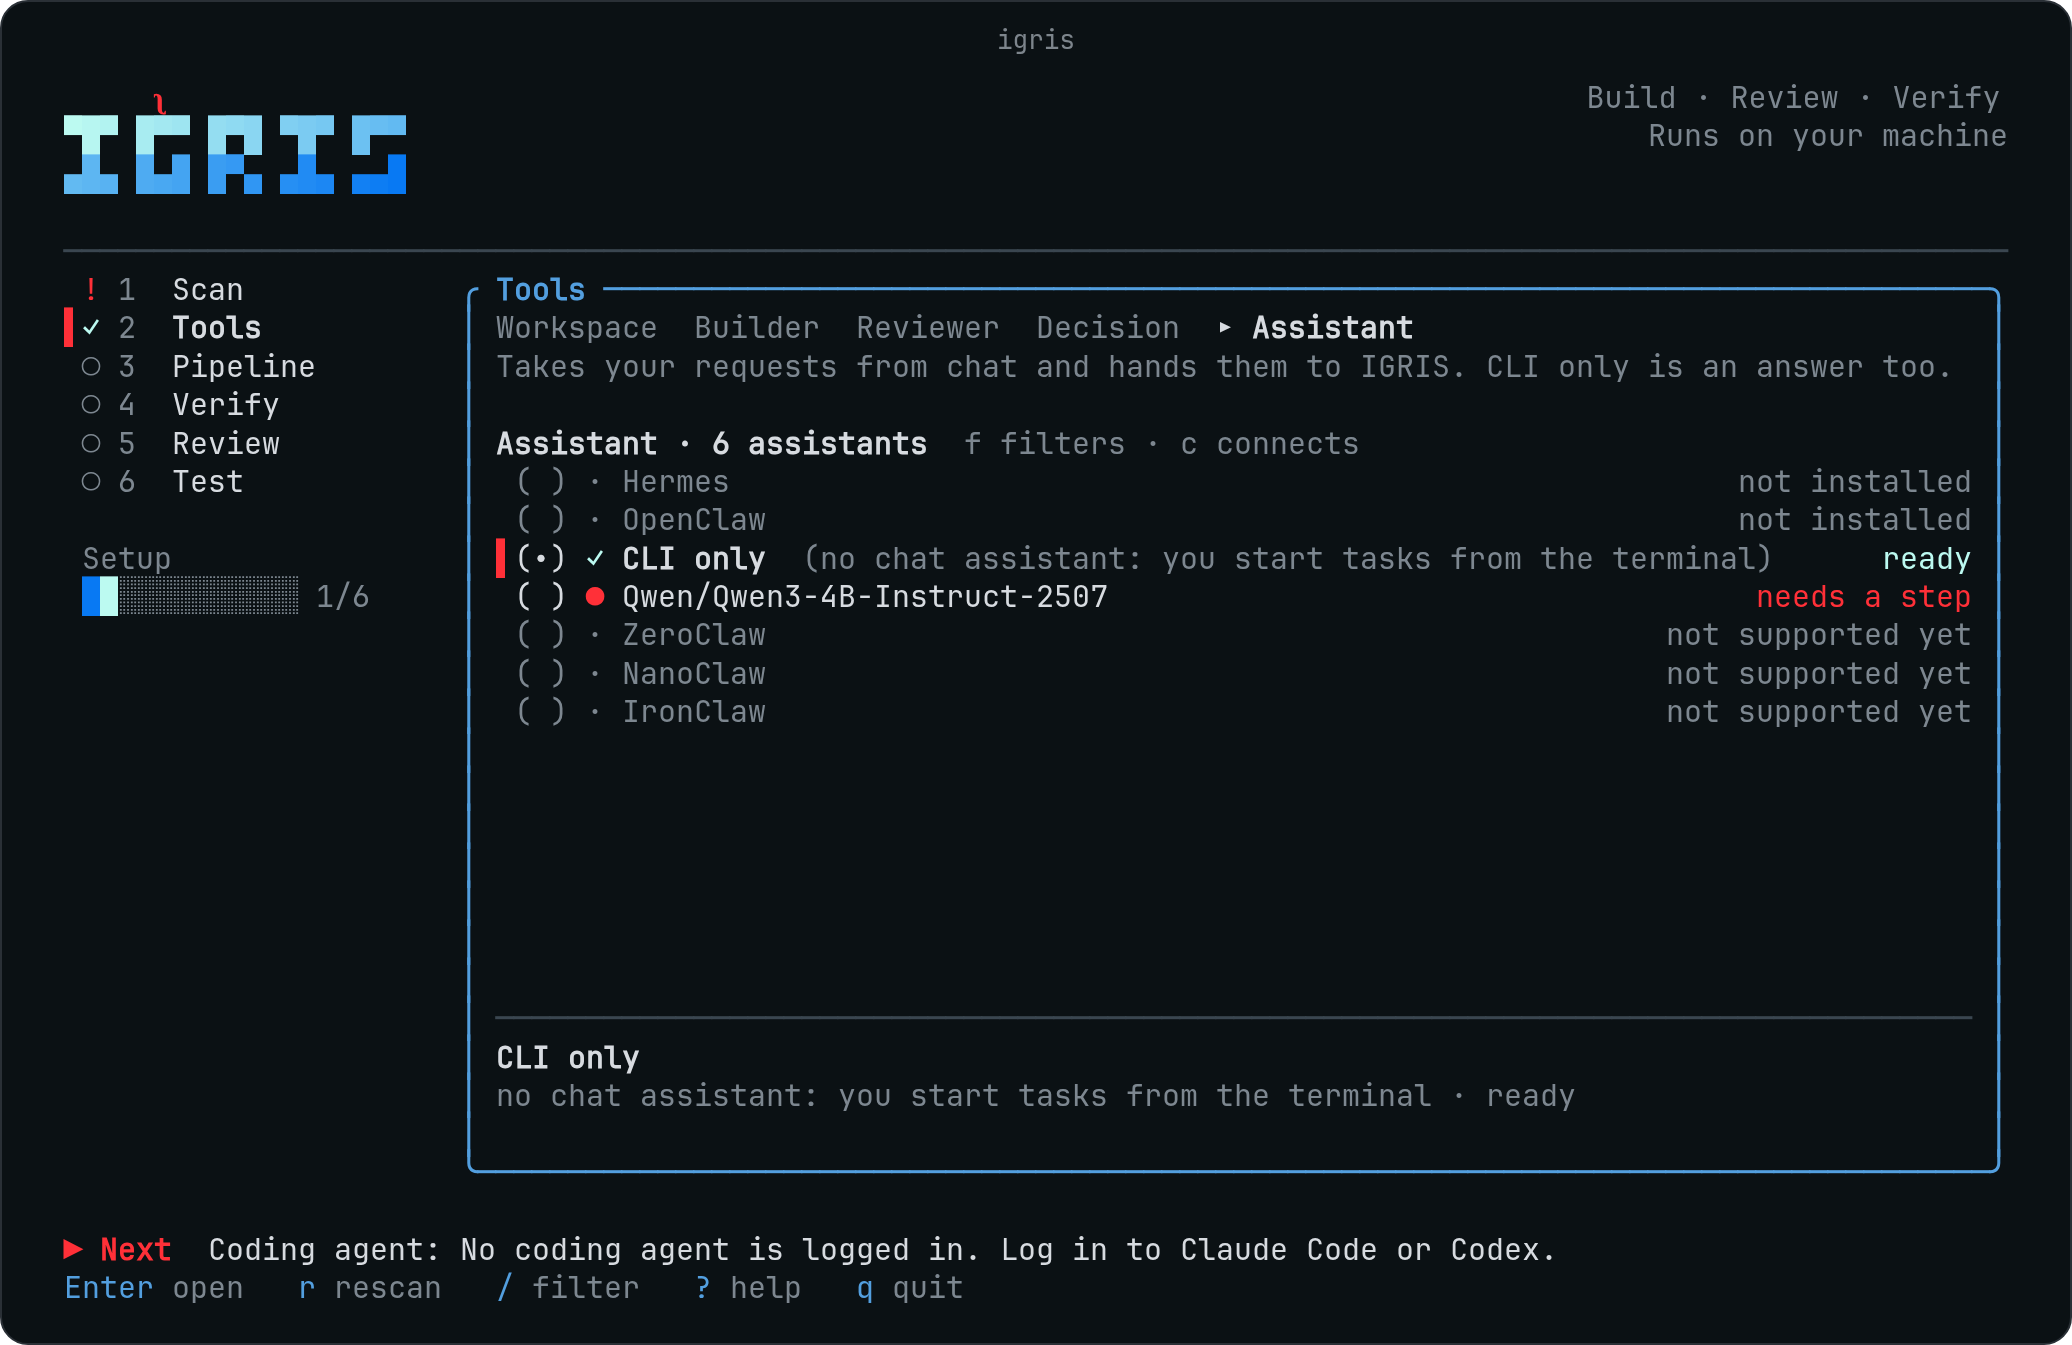 igris
IGRIS
Build · Review · Verify
Runs on your machine
! 1 Scan
✓ 2 Tools
○ 3 Pipeline
○ 4 Verify
○ 5 Review
○ 6 Test
Setup
1/6
Tools
Workspace Builder Reviewer Decision ▸ Assistant
Takes your requests from chat and hands them to IGRIS. CLI only is an answer too.
Assistant · 6 assistants f filters · c connects
( ) · Hermes not installed
( ) · OpenClaw not installed
(•) ✓ CLI only (no chat assistant: you start tasks from the terminal) ready
( ) ● Qwen/Qwen3-4B-Instruct-2507 needs a step
( ) · ZeroClaw not supported yet
( ) · NanoClaw not supported yet
( ) · IronClaw not supported yet
CLI only
no chat assistant: you start tasks from the terminal · ready
▶ Next Coding agent: No coding agent is logged in. Log in to Claude Code or Codex.
Enter open r rescan / filter ? help q quit